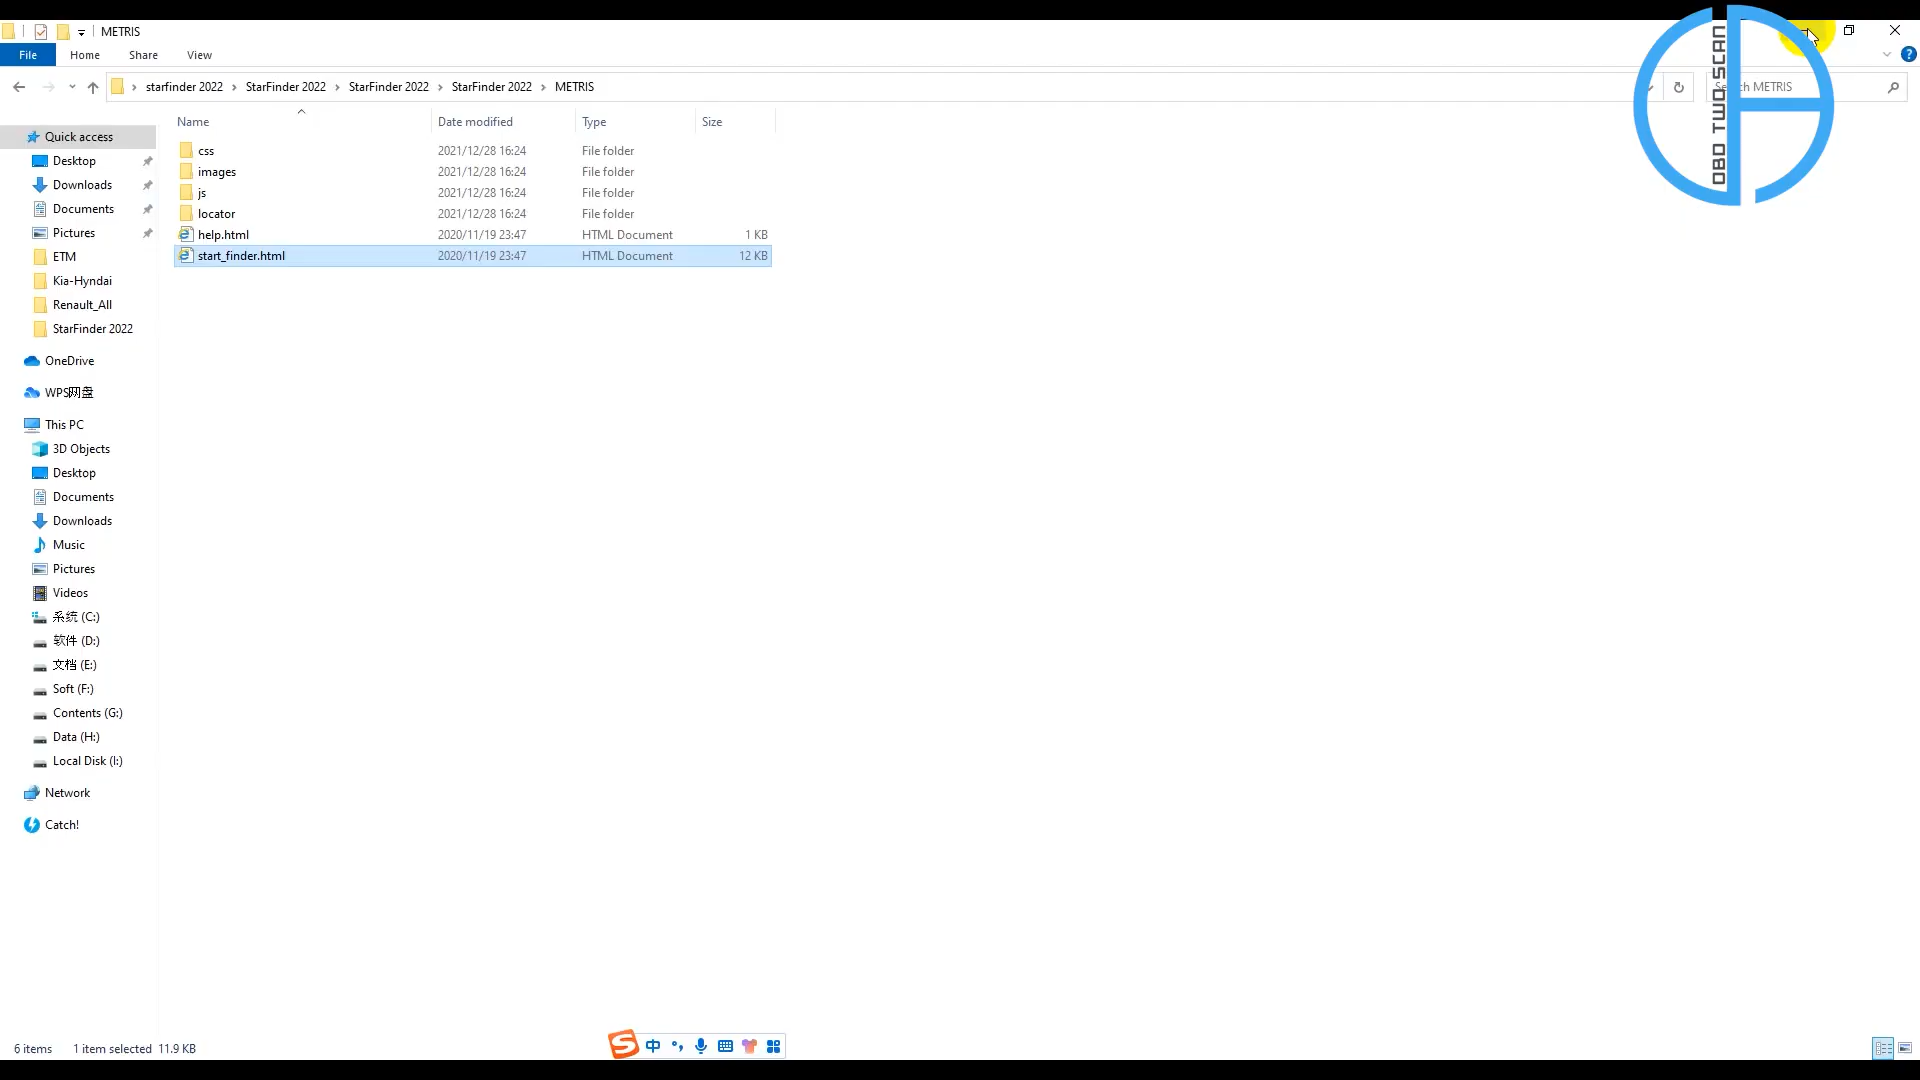 METRIS
File Home Share View
starfinder 2022 StarFinder 2022 StarFinder 2022 StarFinder 2022 METRIS
METRIS
OBD TWO SCAN
Name Date modified Type Size
css 2021/12/28 16:24 File folder
images 2021/12/28 16:24 File folder
js 2021/12/28 16:24 File folder
locator 2021/12/28 16:24 File folder
help.html 2020/11/19 23:47 HTML Document 1 KB
start_finder.html 2020/11/19 23:47 HTML Document 12 KB
Quick access
Desktop
Downloads
Documents
Pictures
ETM
Kia-Hyndai
Renault_All
StarFinder 2022
OneDrive
WPS网盘
This PC
3D Objects
Desktop
Documents
Downloads
Music
Pictures
Videos
系统 (C:)
软件 (D:)
文档 (E:)
Soft (F:)
Contents (G:)
Data (H:)
Local Disk (I:)
Network
Catch!
6 items 1 item selected 11.9 KB
中